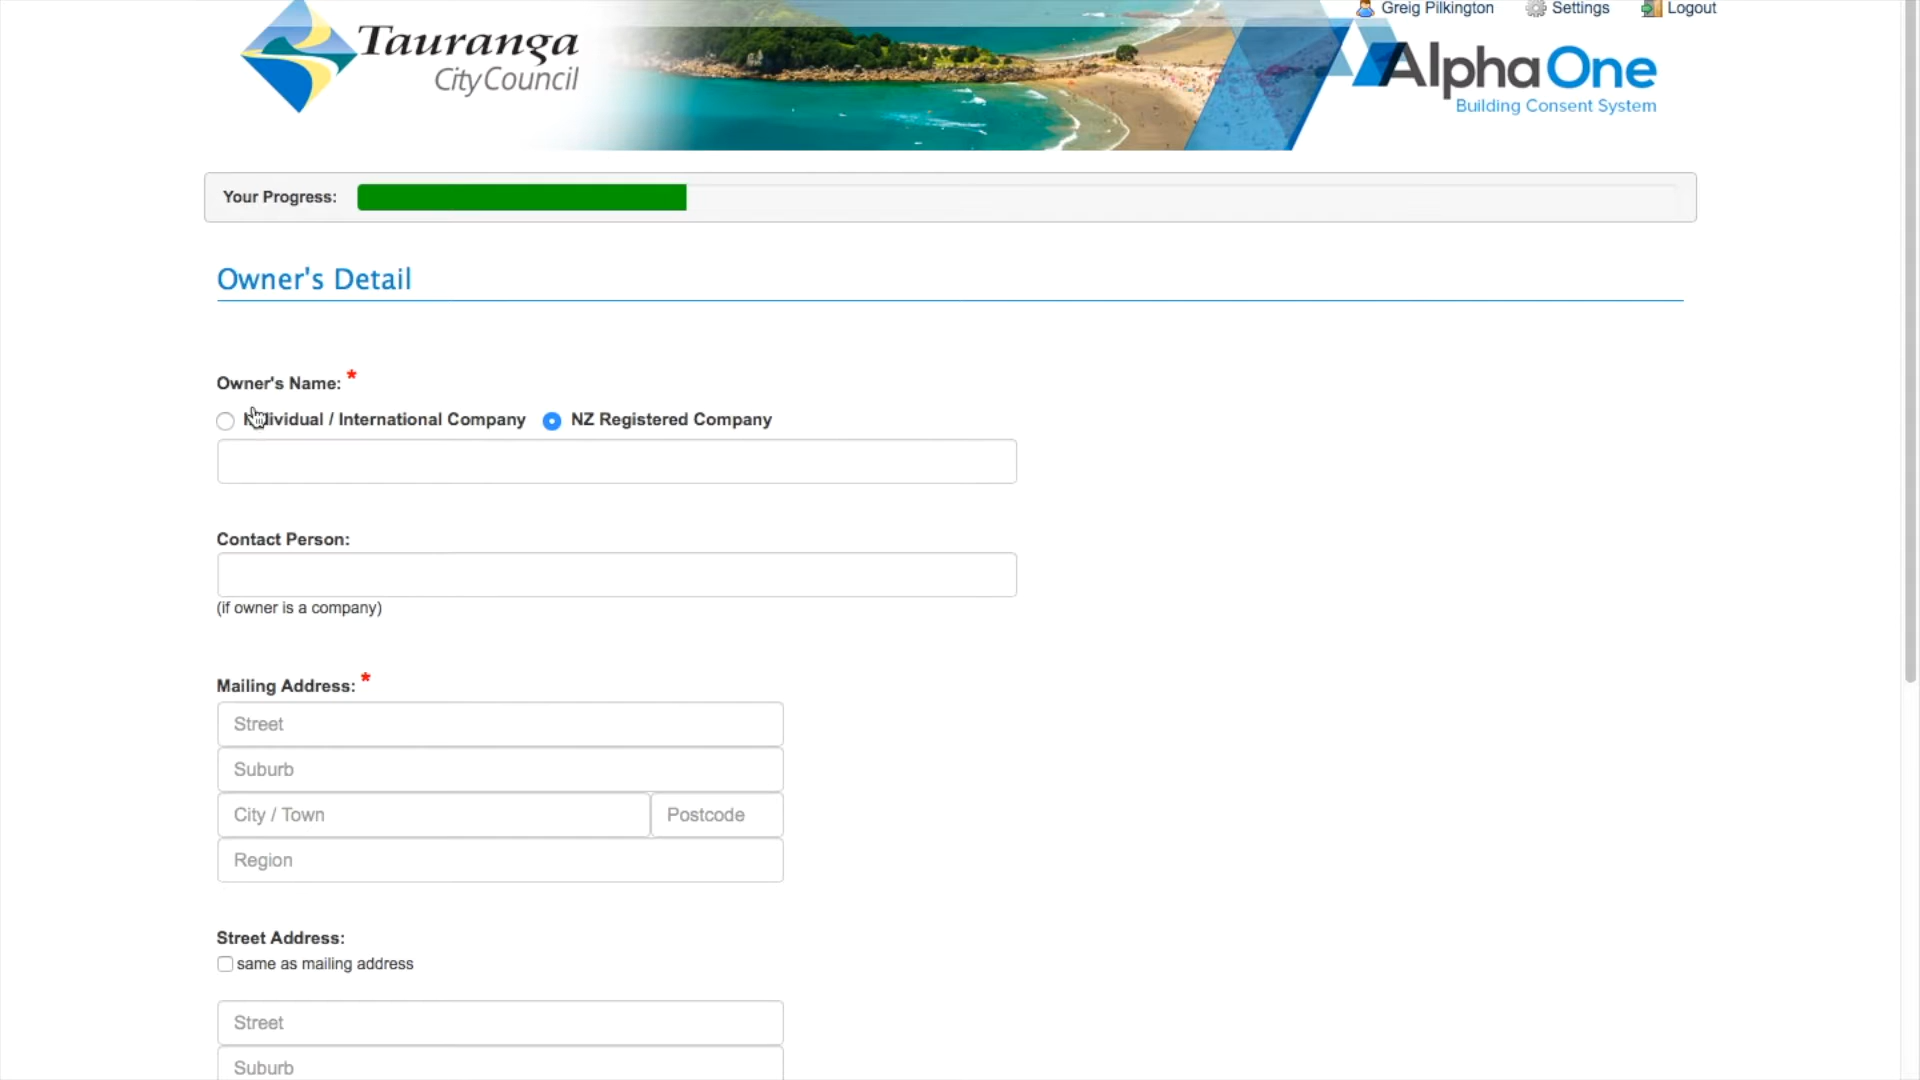 Greig Pilkington Settings Logout
Tauranga
City Council
AlphaOne
Building Consent System
Your Progress:
Owner's Detail
Owner's Name: *
Individual / International Company NZ Registered Company
Contact Person:
(if owner is a company)
Mailing Address: *
Street
Suburb
City / Town Postcode
Region
Street Address:
same as mailing address
Street
Suburb